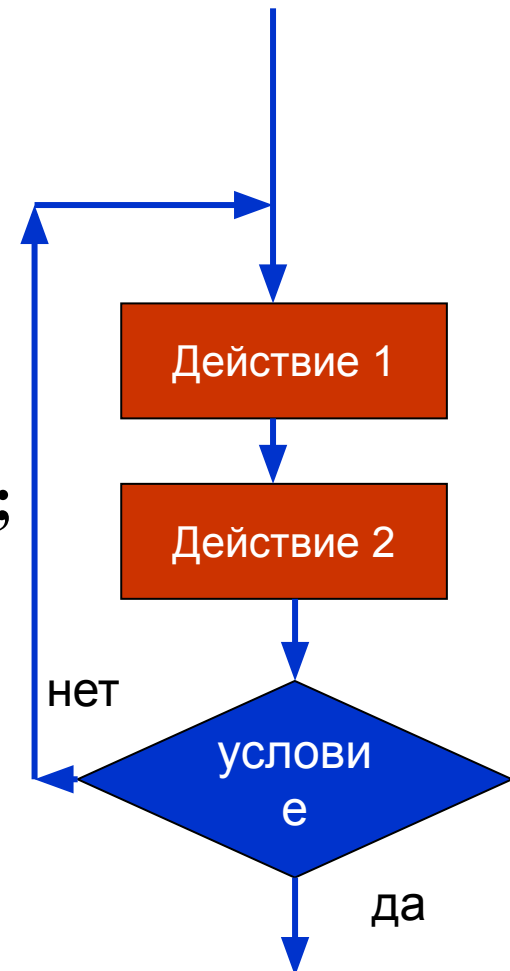 Действие 1
;
Действие 2
нет
услови
е
да